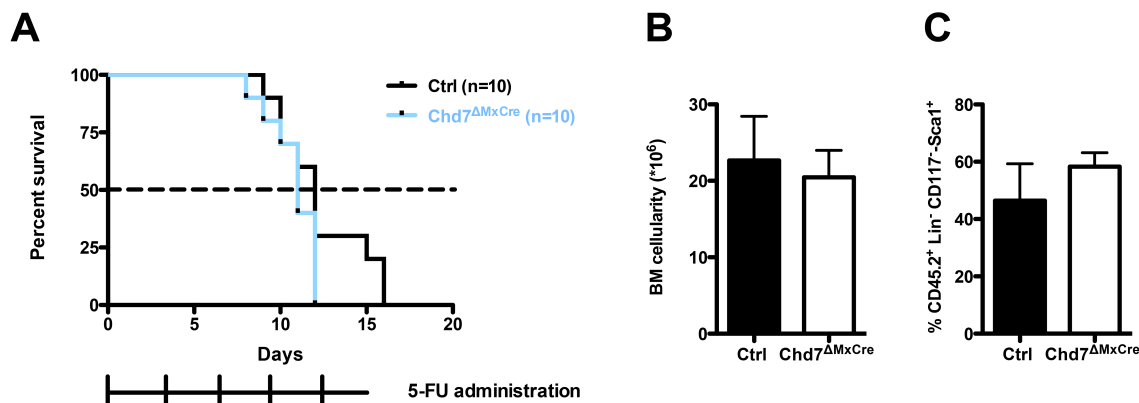 A
Percent survival
100
75
50
25
0
0 5 10 15 20
Days
Ctrl (n=10)
Chd7ΔMxCre (n=10)
5-FU administration
B
BM cellularity (*10⁶)
30
20
10
0
Ctrl Chd7ΔMxCre
C
% CD45.2⁺ Lin⁻ CD117⁻-Sca1⁺
80
60
40
20
0
Ctrl Chd7ΔMxCre